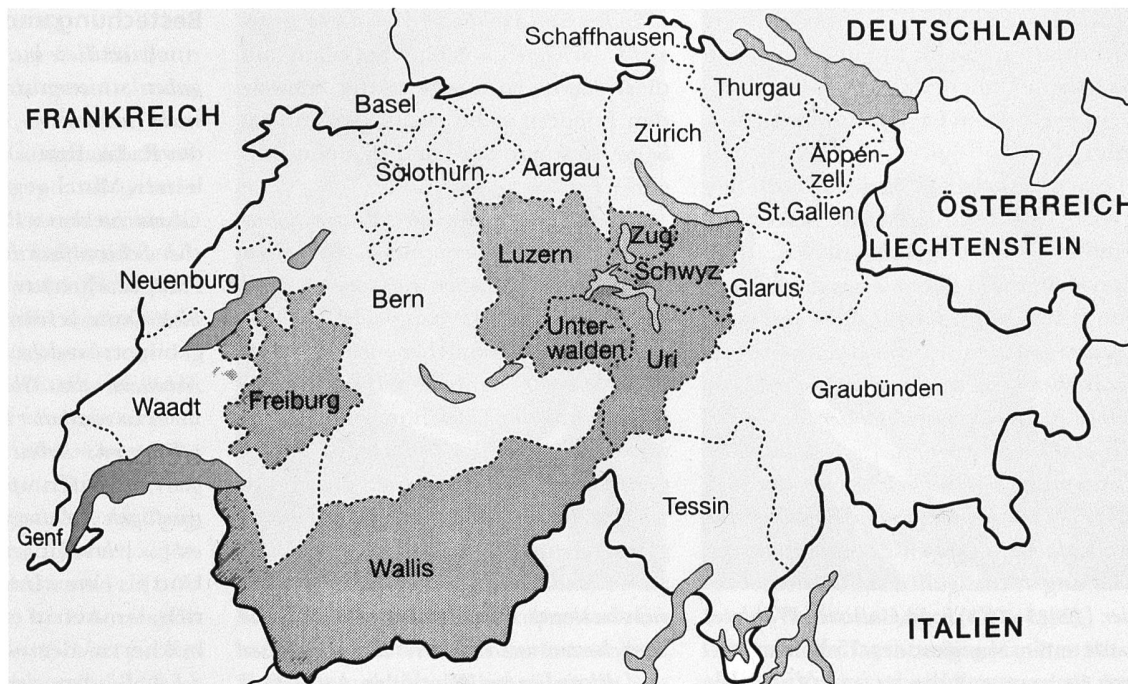 Schaffhausen
DEUTSCHLAND
Thurgau
Basel
FRANKREICH
Zürich
Appen-
zell
Solothurn
Aargau
St.Gallen
ÖSTERREICH
Zug
Luzern
LIECHTENSTEIN
Schwyz
Neuenburg
Glarus
Bern
Unter-
walden
Uri
Graubünden
Waadt
Freiburg
Tessin
Genf
Wallis
ITALIEN